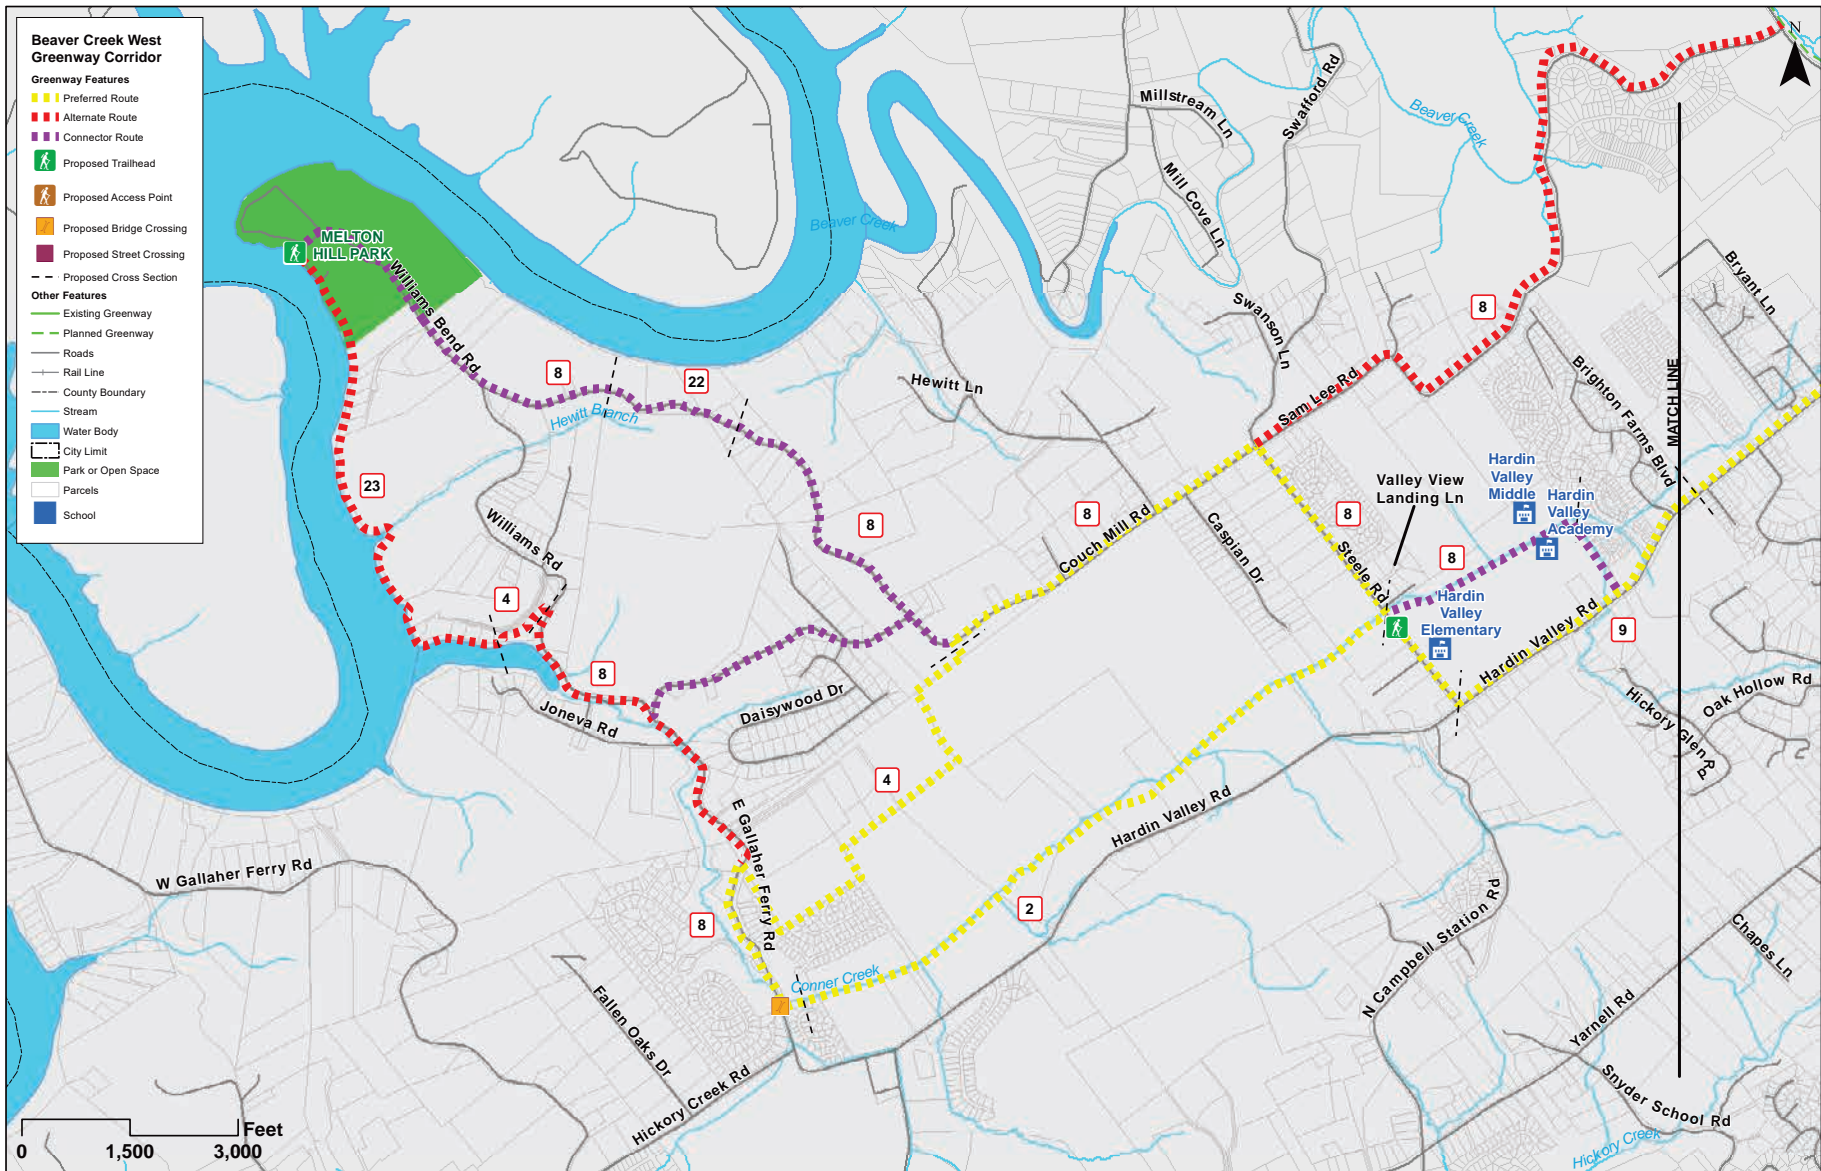 Beaver Creek West
Greenway Corridor
Greenway Features
Preferred Route
Alternate Route
Connector Route
Proposed Trailhead
Proposed Access Point
Proposed Bridge Crossing
Proposed Street Crossing
Proposed Cross Section
Other Features
Existing Greenway
Planned Greenway
Roads
Rail Line
County Boundary
Stream
Water Body
City Limit
Park or Open Space
Parcels
School
N
Millstream Ln
Swafford Rd
Beaver Creek
Mill Cove Ln
Beaver Creek
MELTON
HILL PARK
Williams Bend Rd
Swanson Ln
Bryant Ln
8
8
22
Hewitt Ln
Hewitt Branch
Sam Lee Rd
Brighton Farms Blvd
MATCH LINE
23
Valley View
Landing Ln
Hardin
Valley
Middle
Hardin
Valley
Academy
8
8
8
Couch Mill Rd
Caspian Dr
Steele Rd
8
Williams Rd
4
Hardin
Valley
Elementary
Hardin Valley Rd
9
8
Joneva Rd
Daisywood Dr
Hickory Glen Rd
Oak Hollow Rd
4
E Gallaher Ferry Rd
Hardin Valley Rd
W Gallaher Ferry Rd
8
2
N Campbell Station Rd
Chapes Ln
Conner Creek
Fallen Oaks Dr
Yarnell Rd
Hickory Creek Rd
Snyder School Rd
Hickory Creek
Feet
0 1,500 3,000